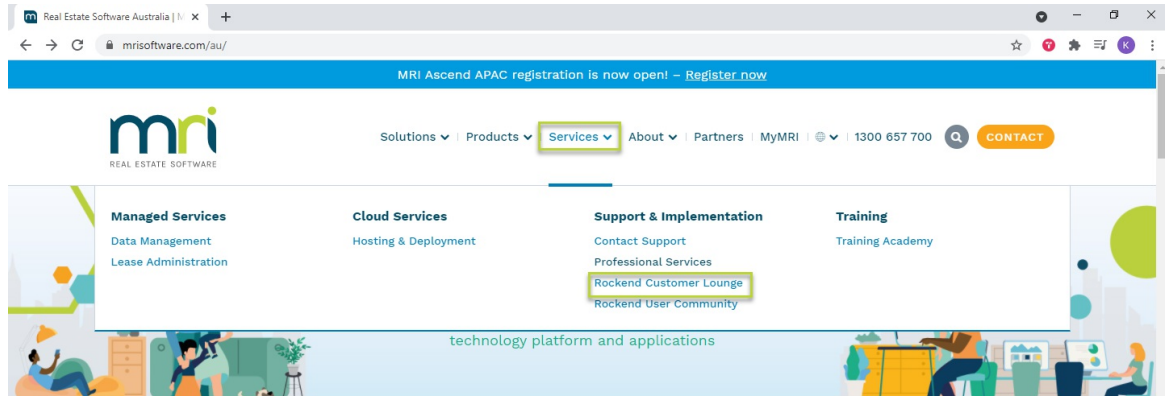 Real Estate Software Australia | M
mrisoftware.com/au/
K
MRI Ascend APAC registration is now open! – Register now
mri
REAL ESTATE SOFTWARE
Solutions Products Services About Partners MyMRI 1300 657 700 CONTACT
Managed Services
Data Management
Lease Administration
Cloud Services
Hosting & Deployment
Support & Implementation
Contact Support
Professional Services
Rockend Customer Lounge
Rockend User Community
Training
Training Academy
technology platform and applications